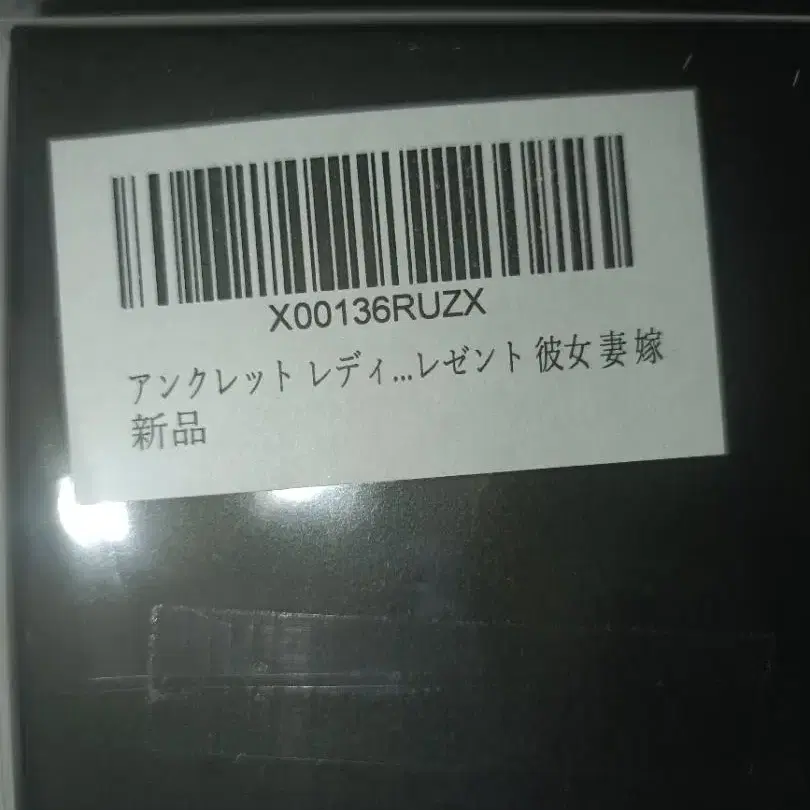 X00136RUZX
アンクレット レディ...レゼント 彼女 妻 嫁
新品